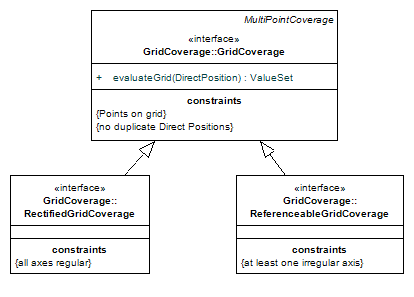 MultiPointCoverage
«interface»
GridCoverage::GridCoverage
+ evaluateGrid(DirectPosition) : ValueSet
constraints
{Points on grid}
{no duplicate Direct Positions}
«interface»
GridCoverage::
RectifiedGridCoverage
constraints
{all axes regular}
«interface»
GridCoverage::
ReferenceableGridCoverage
constraints
{at least one irregular axis}